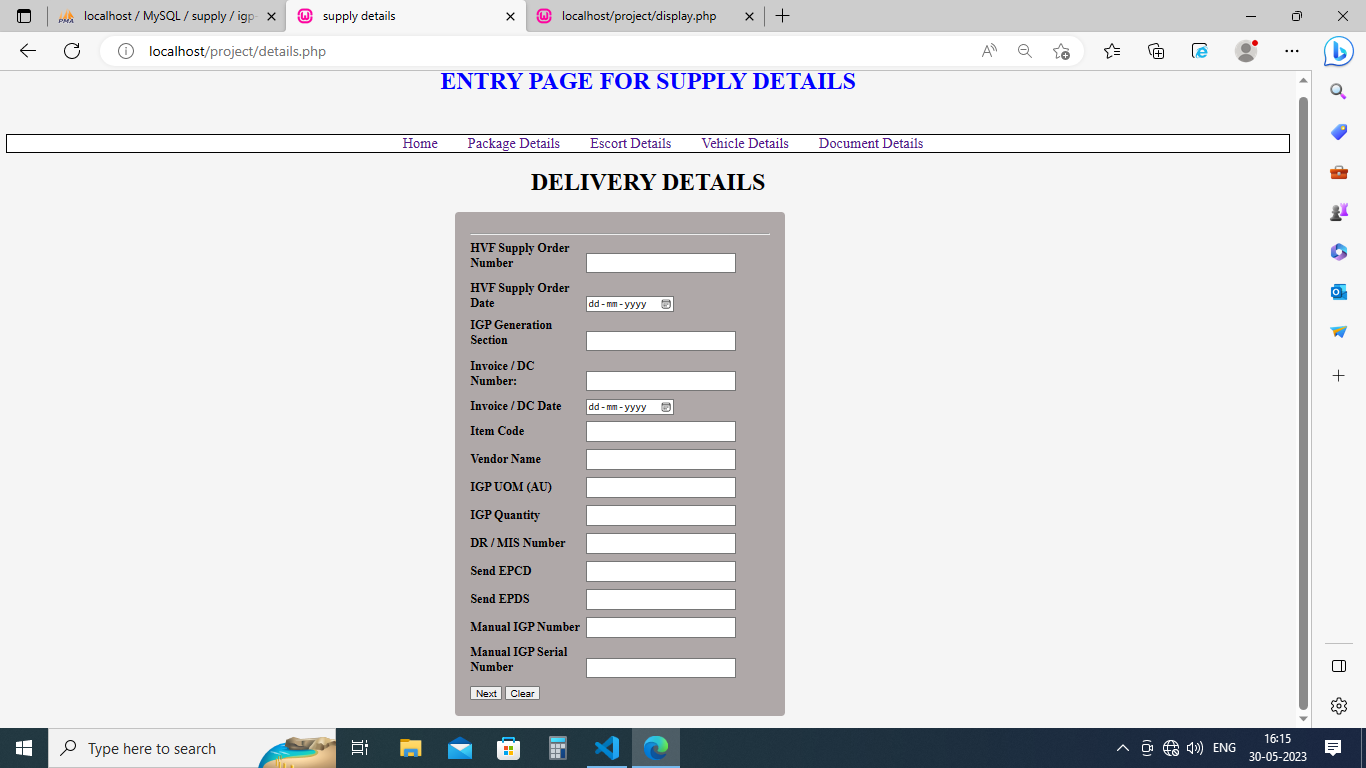 localhost / MySQL / supply / igp-
supply details
localhost/project/display.php
localhost/project/details.php
ENTRY PAGE FOR SUPPLY DETAILS
Home Package Details Escort Details Vehicle Details Document Details
DELIVERY DETAILS
HVF Supply Order
Number
HVF Supply Order
Date
dd-mm-yyyy
IGP Generation
Section
Invoice / DC
Number:
Invoice / DC Date
dd-mm-yyyy
Item Code
Vendor Name
IGP UOM (AU)
IGP Quantity
DR / MIS Number
Send EPCD
Send EPDS
Manual IGP Number
Manual IGP Serial
Number
Next Clear
Type here to search
ENG
16:15
30-05-2023